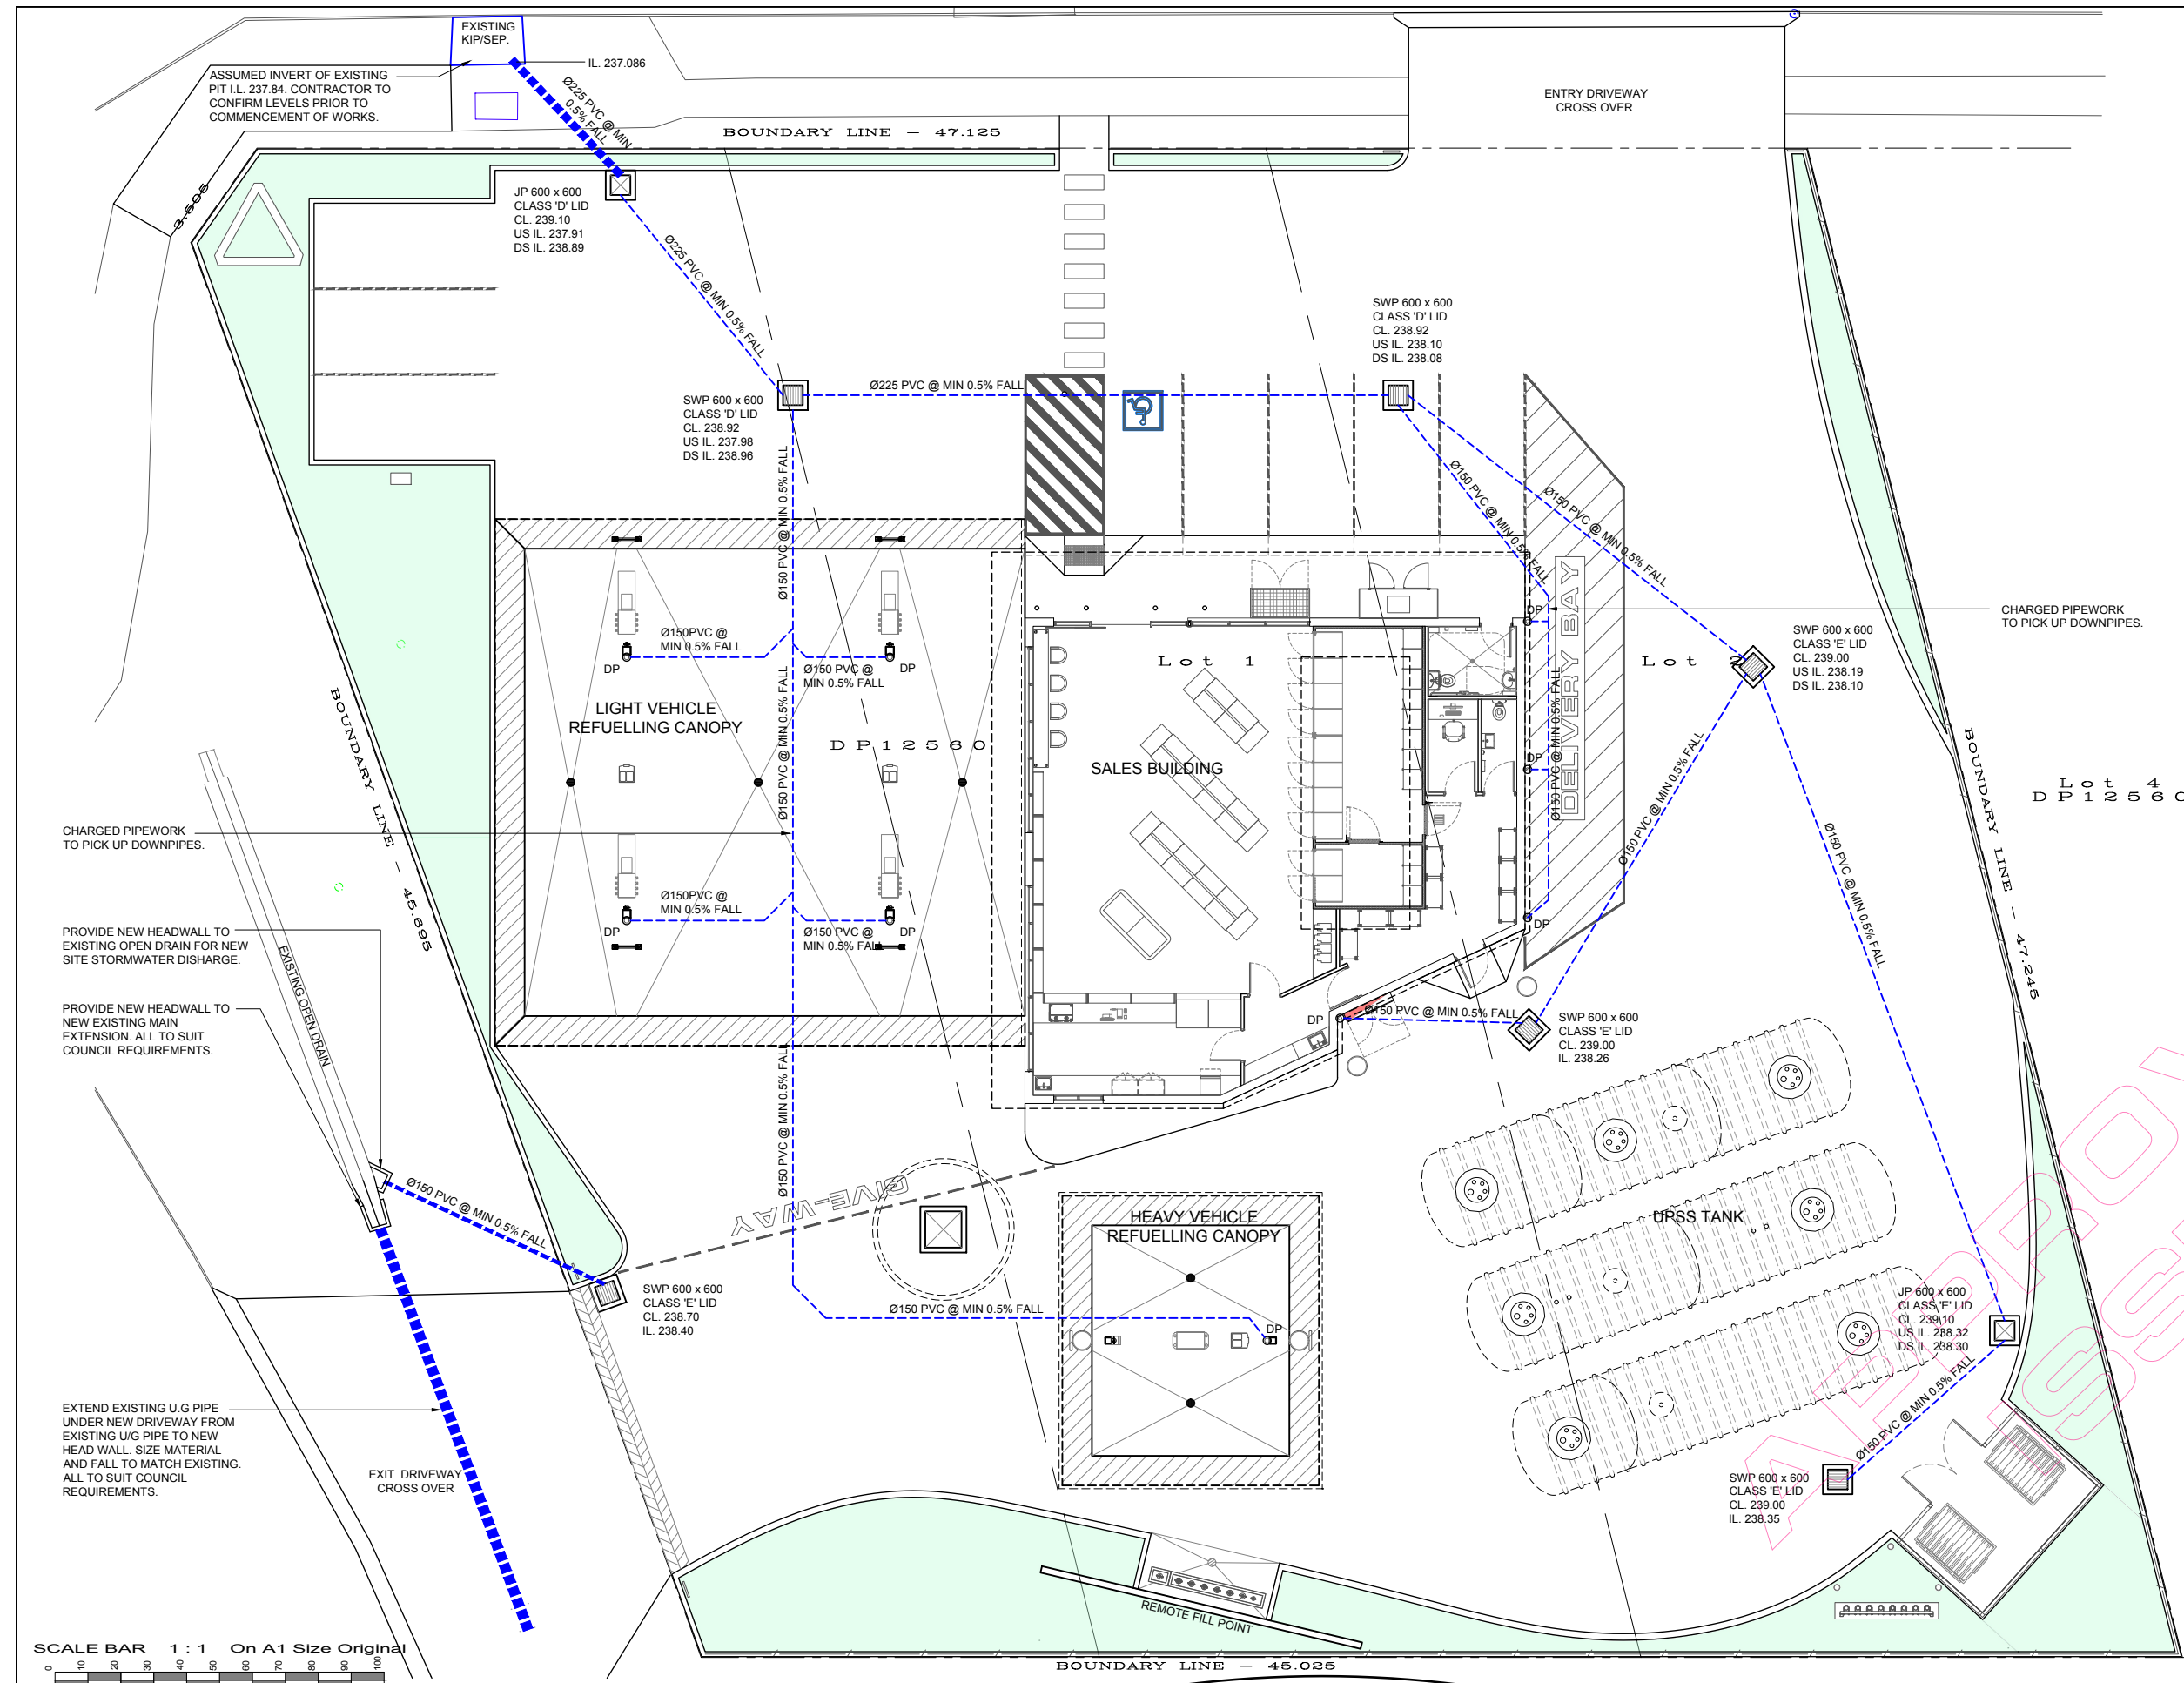 EXISTING
KIP/SEP.
IL. 237.086
ASSUMED INVERT OF EXISTING
PIT I.L. 237.84. CONTRACTOR TO
CONFIRM LEVELS PRIOR TO
COMMENCEMENT OF WORKS.
Ø225 PVC @ MIN
0.5% FALL
ENTRY DRIVEWAY
CROSS OVER
BOUNDARY LINE - 47.125
3.505
JP 600 x 600
CLASS 'D' LID
CL. 239.10
US IL. 237.91
DS IL. 238.89
Ø225 PVC @ MIN 0.5% FALL
SWP 600 x 600
CLASS 'D' LID
CL. 238.92
US IL. 238.10
DS IL. 238.08
Ø225 PVC @ MIN 0.5% FALL
SWP 600 x 600
CLASS 'D' LID
CL. 238.92
US IL. 237.98
DS IL. 238.96
Ø150 PVC @ MIN 0.5% FALL
Ø150 PVC @ MIN 0.5% FALL
Ø150 PVC @ MIN 0.5% FALL
CHARGED PIPEWORK
TO PICK UP DOWNPIPES.
SWP 600 x 600
CLASS 'E' LID
CL. 239.00
US IL. 238.19
DS IL. 238.10
DP
DELIVERY BAY
Ø150 PVC @ MIN 0.5% FALL
DP
DP
Lot 1
Lot 2
Ø150PVC @
MIN 0.5% FALL
DP
Ø150 PVC @
MIN 0.5% FALL
DP
LIGHT VEHICLE
REFUELLING CANOPY
DP12560
SALES BUILDING
Ø150 PVC @ MIN 0.5% FALL
BOUNDARY LINE - 45.695
BOUNDARY LINE - 47.245
Lot 4
DP12560
Ø150 PVC @ MIN 0.5% FALL
Ø150 PVC @ MIN 0.5% FALL
CHARGED PIPEWORK
TO PICK UP DOWNPIPES.
Ø150PVC @
MIN 0.5% FALL
DP
Ø150 PVC @
MIN 0.5% FALL
DP
PROVIDE NEW HEADWALL TO
EXISTING OPEN DRAIN FOR NEW
SITE STORMWATER DISHARGE.
EXISTING OPEN DRAIN
PROVIDE NEW HEADWALL TO
NEW EXISTING MAIN
EXTENSION. ALL TO SUIT
COUNCIL REQUIREMENTS.
DP
Ø150 PVC @ MIN 0.5% FALL
SWP 600 x 600
CLASS 'E' LID
CL. 239.00
IL. 238.26
Ø150 PVC @ MIN 0.5% FALL
Ø150 PVC @ MIN 0.5% FALL
GIVE-WAY
HEAVY VEHICLE
REFUELLING CANOPY
UPSS TANK
SWP 600 x 600
CLASS 'E' LID
CL. 238.70
IL. 238.40
Ø150 PVC @ MIN 0.5% FALL
DP
JP 600 x 600
CLASS 'E' LID
CL. 239.10
US IL. 238.32
DS IL. 238.30
Ø150 PVC @ MIN 0.5% FALL
EXTEND EXISTING U.G PIPE
UNDER NEW DRIVEWAY FROM
EXISTING U/G PIPE TO NEW
HEAD WALL. SIZE MATERIAL
AND FALL TO MATCH EXISTING.
ALL TO SUIT COUNCIL
REQUIREMENTS.
EXIT DRIVEWAY
CROSS OVER
SWP 600 x 600
CLASS 'E' LID
CL. 239.00
IL. 238.35
REMOTE FILL POINT
SCALE BAR 1 : 1 On A1 Size Original
0 10 20 30 40 50 60 70 80 90 100
BOUNDARY LINE - 45.025